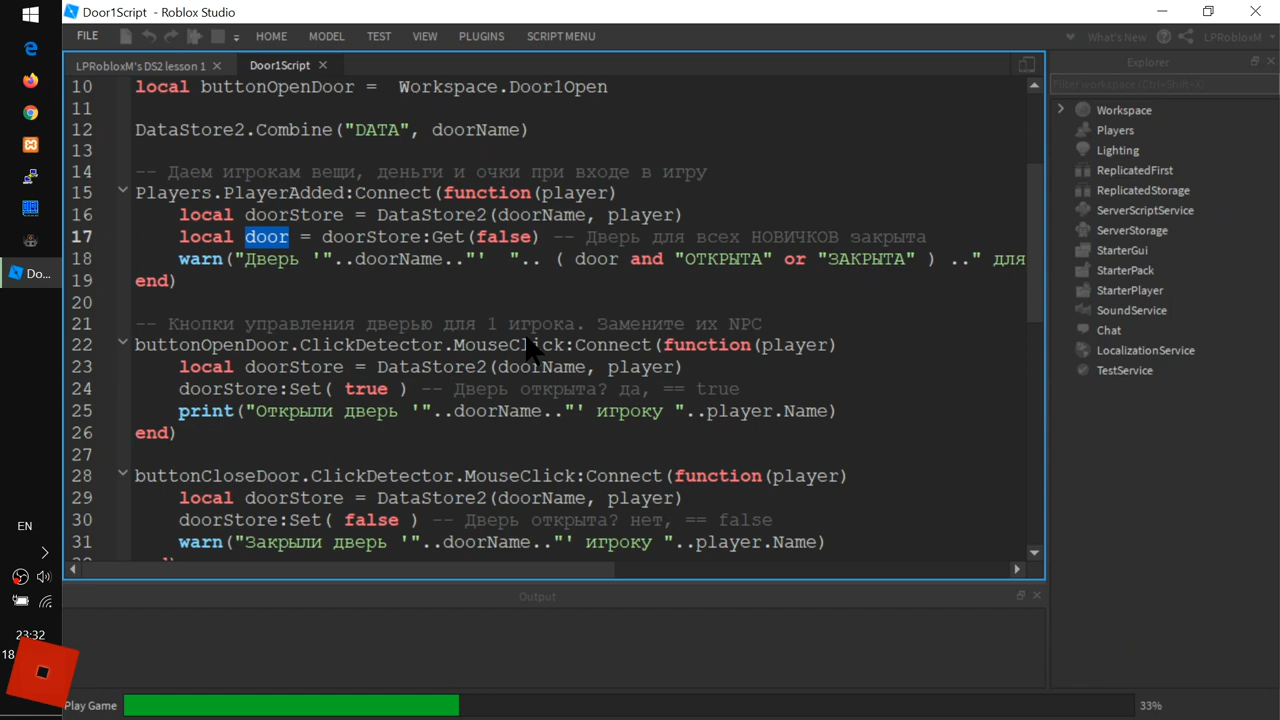 Door1Script - Roblox Studio
FILE HOME MODEL TEST VIEW PLUGINS SCRIPT MENU What's New LPRobloxM
LPRobloxM's DS2 lesson 1 Door1Script Explorer
10 local buttonOpenDoor = Workspace.Door1Open
Filter workspace (Ctrl+Shift+X)
11
12 DataStore2.Combine("DATA", doorName)
13
14 -- Даем игрокам вещи, деньги и очки при входе в игру
15 Players.PlayerAdded:Connect(function(player)
16 local doorStore = DataStore2(doorName, player)
17 local door = doorStore:Get(false) -- Дверь для всех НОВИЧКОВ закрыта
18 warn("Дверь '"..doorName.."' ".. ( door and "ОТКРЫТА" or "ЗАКРЫТА" ) .." для
19 end)
20
21 -- Кнопки управления дверью для 1 игрока. Замените их NPC
22 buttonOpenDoor.ClickDetector.MouseClick:Connect(function(player)
23 local doorStore = DataStore2(doorName, player)
24 doorStore:Set( true ) -- Дверь открыта? да, == true
25 print("Открыли дверь '"..doorName.."' игроку "..player.Name)
26 end)
27
28 buttonCloseDoor.ClickDetector.MouseClick:Connect(function(player)
29 local doorStore = DataStore2(doorName, player)
30 doorStore:Set( false ) -- Дверь открыта? нет, == false
31 warn("Закрыли дверь '"..doorName.."' игроку "..player.Name)
Workspace
Players
Lighting
ReplicatedFirst
ReplicatedStorage
ServerScriptService
ServerStorage
StarterGui
StarterPack
StarterPlayer
SoundService
Chat
LocalizationService
TestService
Do...
EN
23:32
18
Output
Play Game 33%